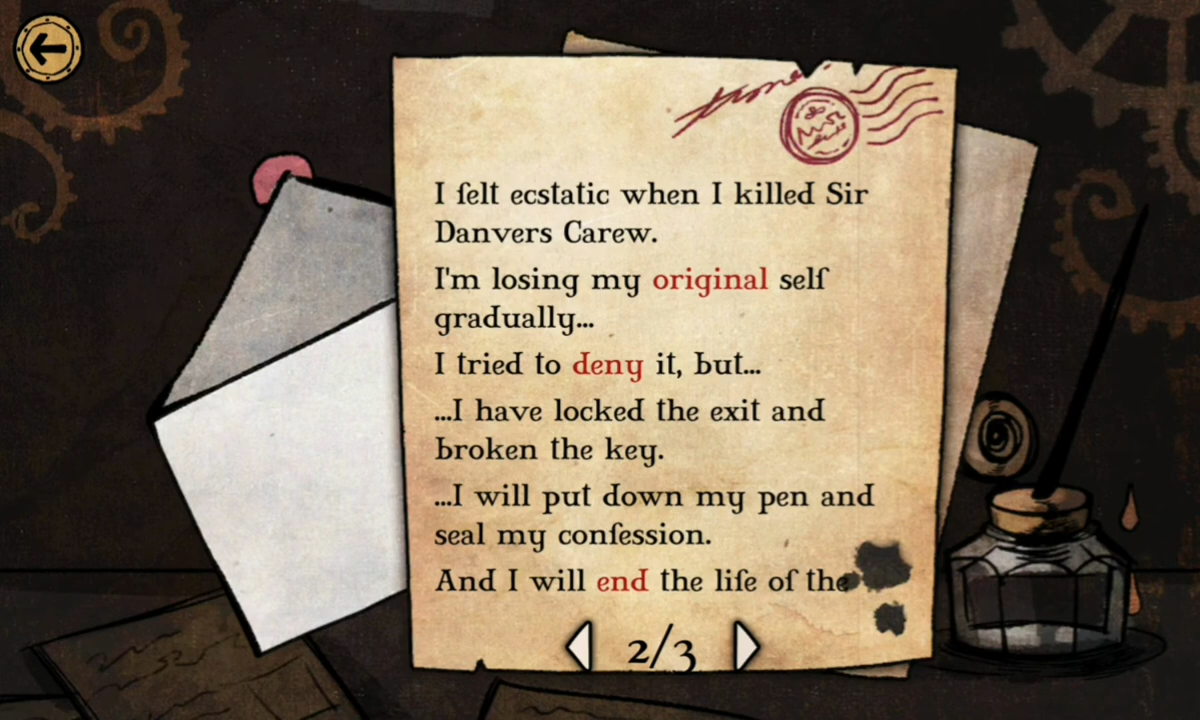 I felt ecstatic when I killed Sir
Danvers Carew.
I'm losing my original self
gradually...
I tried to deny it, but...
...I have locked the exit and
broken the key.
...I will put down my pen and
seal my confession.
And I will end the life of the
2/3